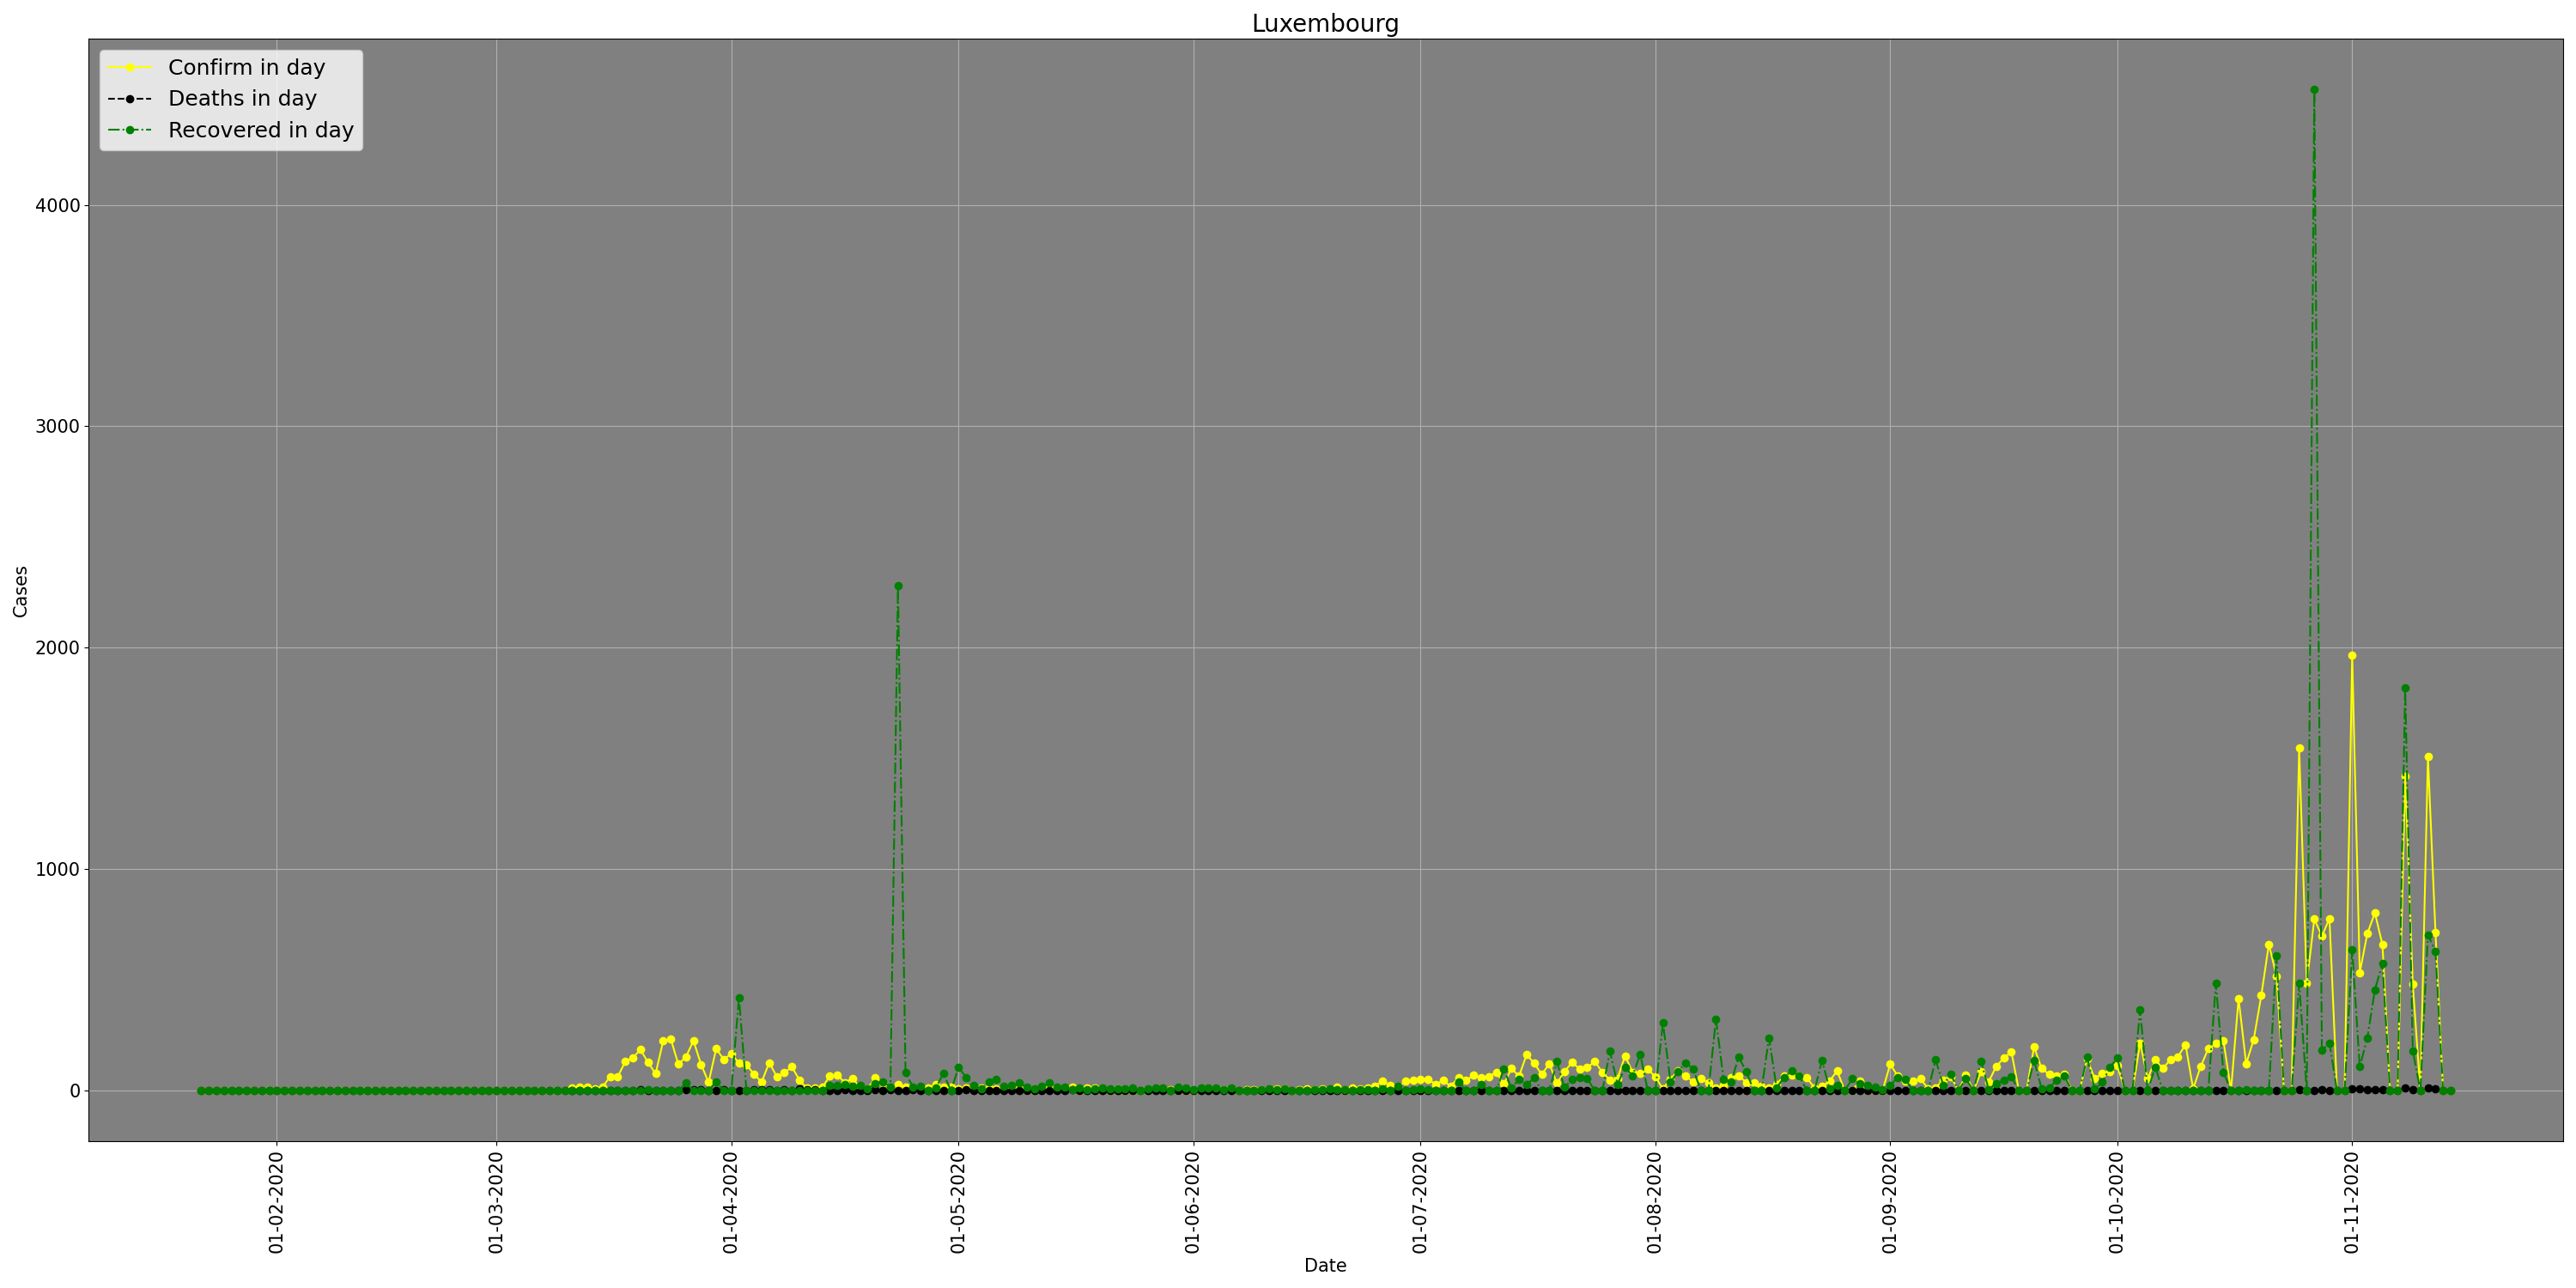 Luxembourg
Confirm in day
Deaths in day
Recovered in day
Cases
4000
3000
2000
1000
0
01-02-2020
01-03-2020
01-04-2020
01-05-2020
01-06-2020
01-07-2020
01-08-2020
01-09-2020
01-10-2020
01-11-2020
Date